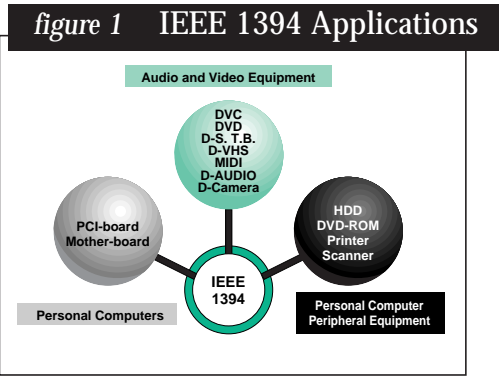 figure 1 IEEE 1394 Applications
Audio and Video Equipment
DVC
DVD
D-S. T.B.
D-VHS
MIDI
D-AUDIO
D-Camera
PCI-board
Mother-board
HDD
DVD-ROM
Printer
Scanner
IEEE
1394
Personal Computers
Personal Computer
Peripheral Equipment